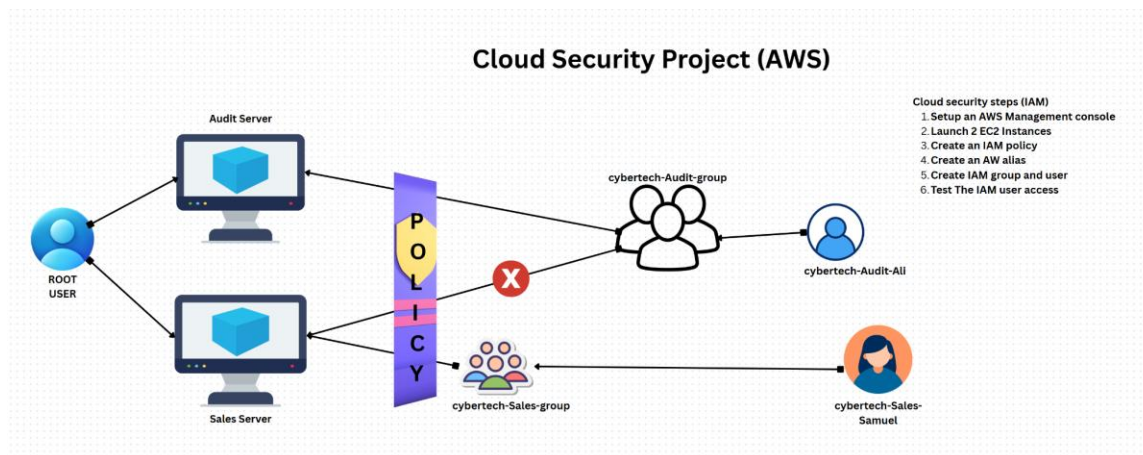 Cloud Security Project (AWS)
Cloud security steps (IAM)
1. Setup an AWS Management console
2. Launch 2 EC2 Instances
3. Create an IAM policy
4. Create an AW alias
5. Create IAM group and user
6. Test The IAM user access
Audit Server
cybertech-Audit-group
P
O
L
I
C
Y
X
ROOT
USER
cybertech-Audit-Ali
Sales Server
cybertech-Sales-group
cybertech-Sales-
Samuel